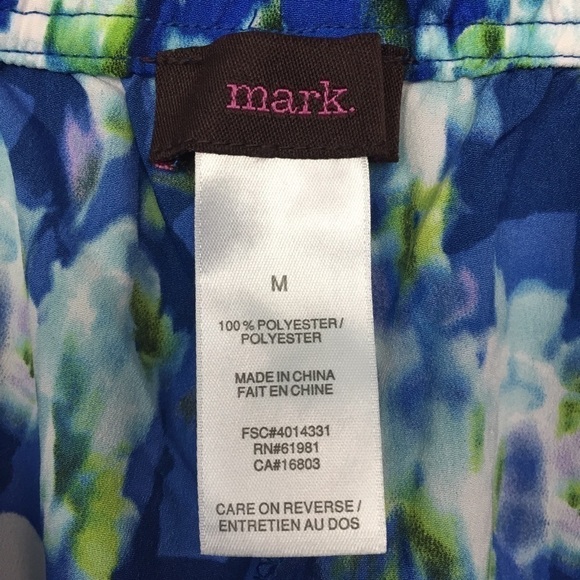 mark.
M
100% POLYESTER/
POLYESTER
MADE IN CHINA
FAIT EN CHINE
FSC#4014331
RN#61981
CA#16803
CARE ON REVERSE/
ENTRETIEN AU DOS